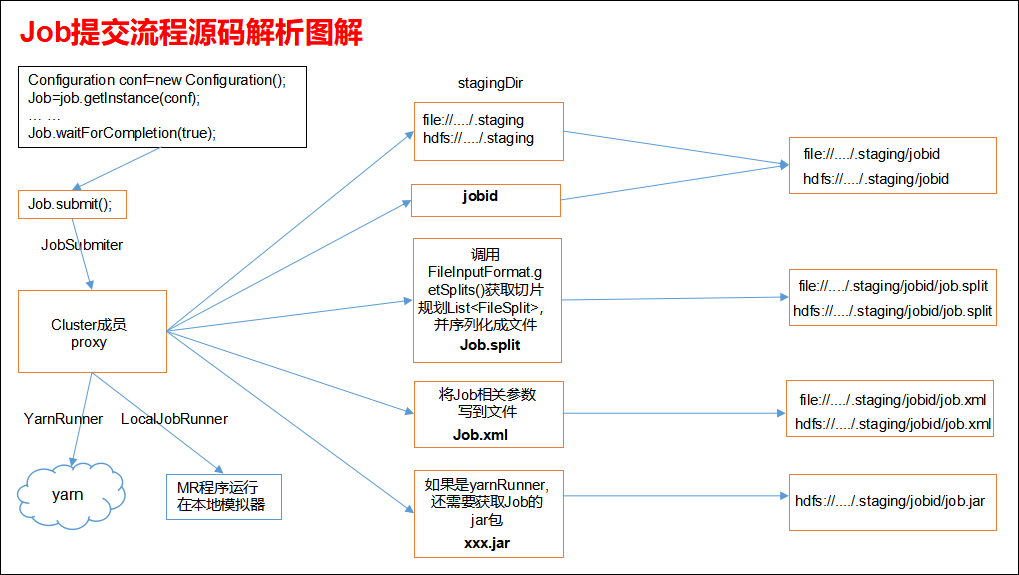 Job提交流程源码解析图解
Configuration conf=new Configuration();
Job=job.getInstance(conf);
... ...
Job.waitForCompletion(true);
Job.submit();
JobSubmiter
Cluster成员
proxy
YarnRunner
LocalJobRunner
yarn
MR程序运行
在本地模拟器
stagingDir
file://..../.staging
hdfs://..../.staging
jobid
调用
FileInputFormat.g
etSplits()获取切片
规划List<FileSplit>,
并序列化成文件
Job.split
将Job相关参数
写到文件
Job.xml
如果是yarnRunner,
还需要获取Job的
jar包
xxx.jar
file://..../.staging/jobid
hdfs://..../.staging/jobid
file://..../.staging/jobid/job.split
hdfs://..../.staging/jobid/job.split
file://..../.staging/jobid/job.xml
hdfs://..../.staging/jobid/job.xml
hdfs://..../.staging/jobid/job.jar